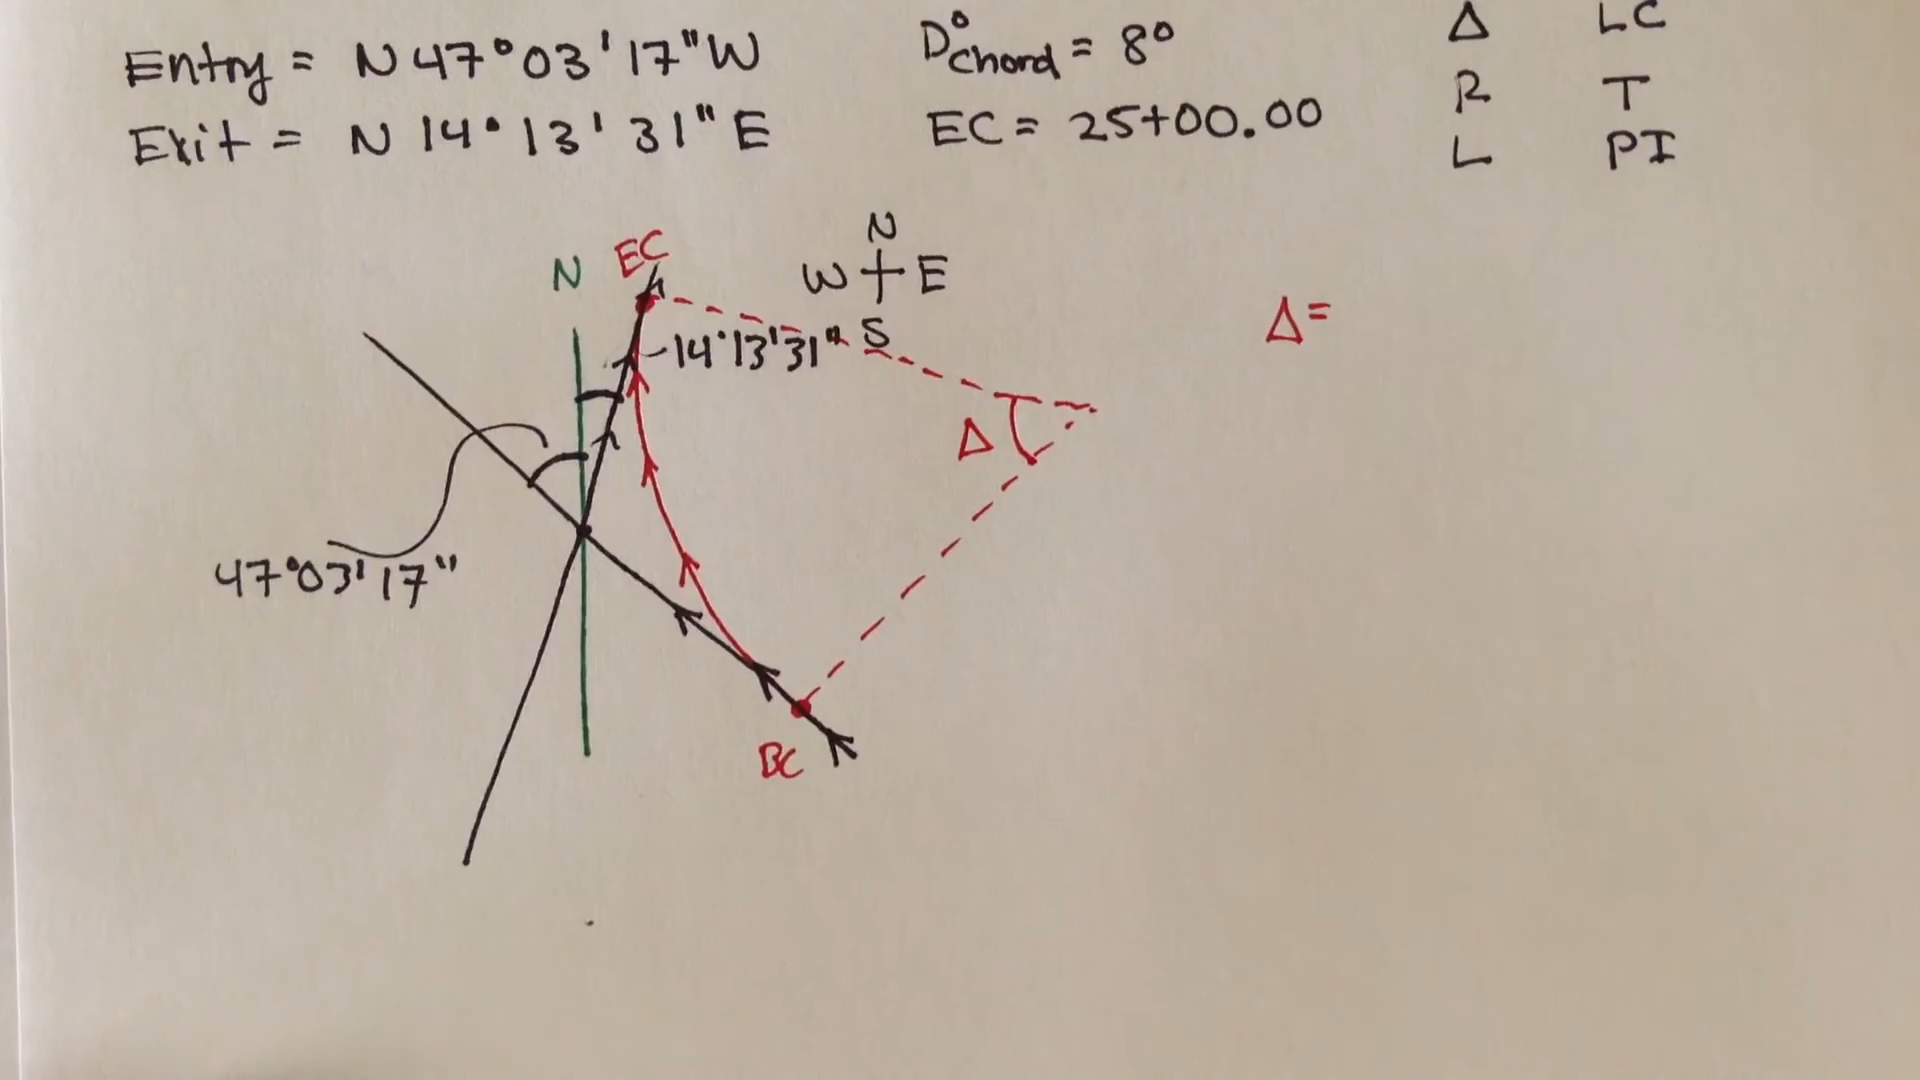 Entry = N 47°03'17" W
Exit = N 14°13'31" E
D°chord = 8°
EC = 25+00.00
Δ LC
R T
L PI
N
EC
N
W E
S
14°13'31"
Δ=
Δ
47°03'17"
BC